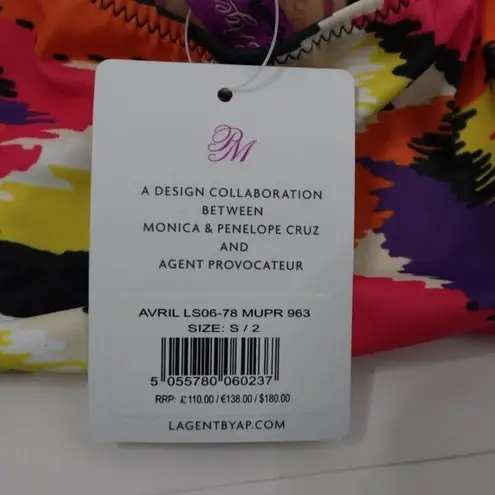 PM
A DESIGN COLLABORATION
BETWEEN
MONICA & PENELOPE CRUZ
AND
AGENT PROVOCATEUR
AVRIL LS06-78 MUPR 963
SIZE: S / 2
5 055780 060237
RRP: £ 110.00 / €138.00 / $180.00
LAGENTBYAP.COM